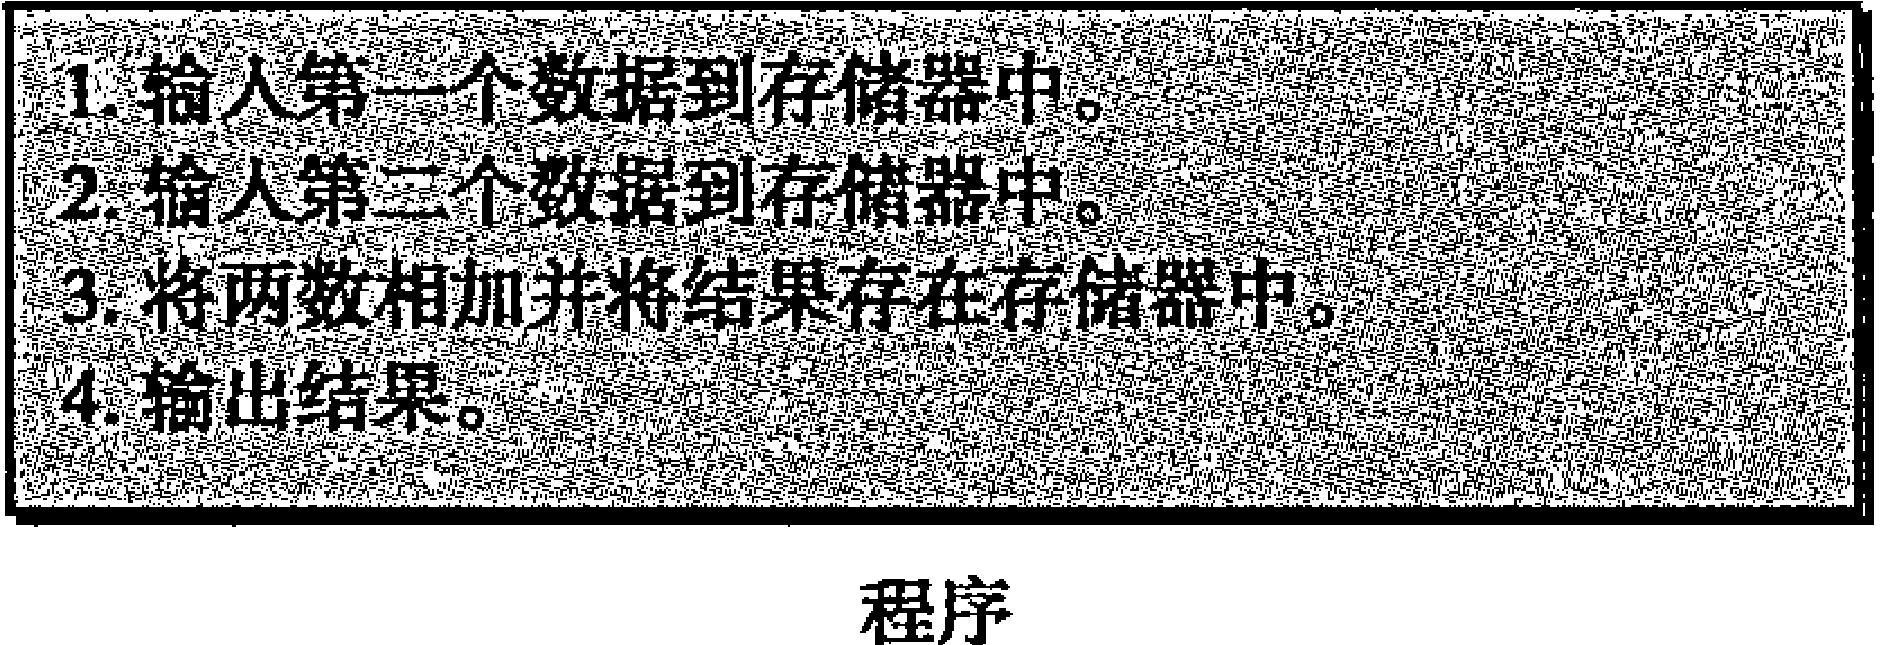 1. 输入第一个数据到存储器中。
2. 输入第二个数据到存储器中。
3. 将两数相加并将结果存在存储器中。
4. 输出结果。
程序